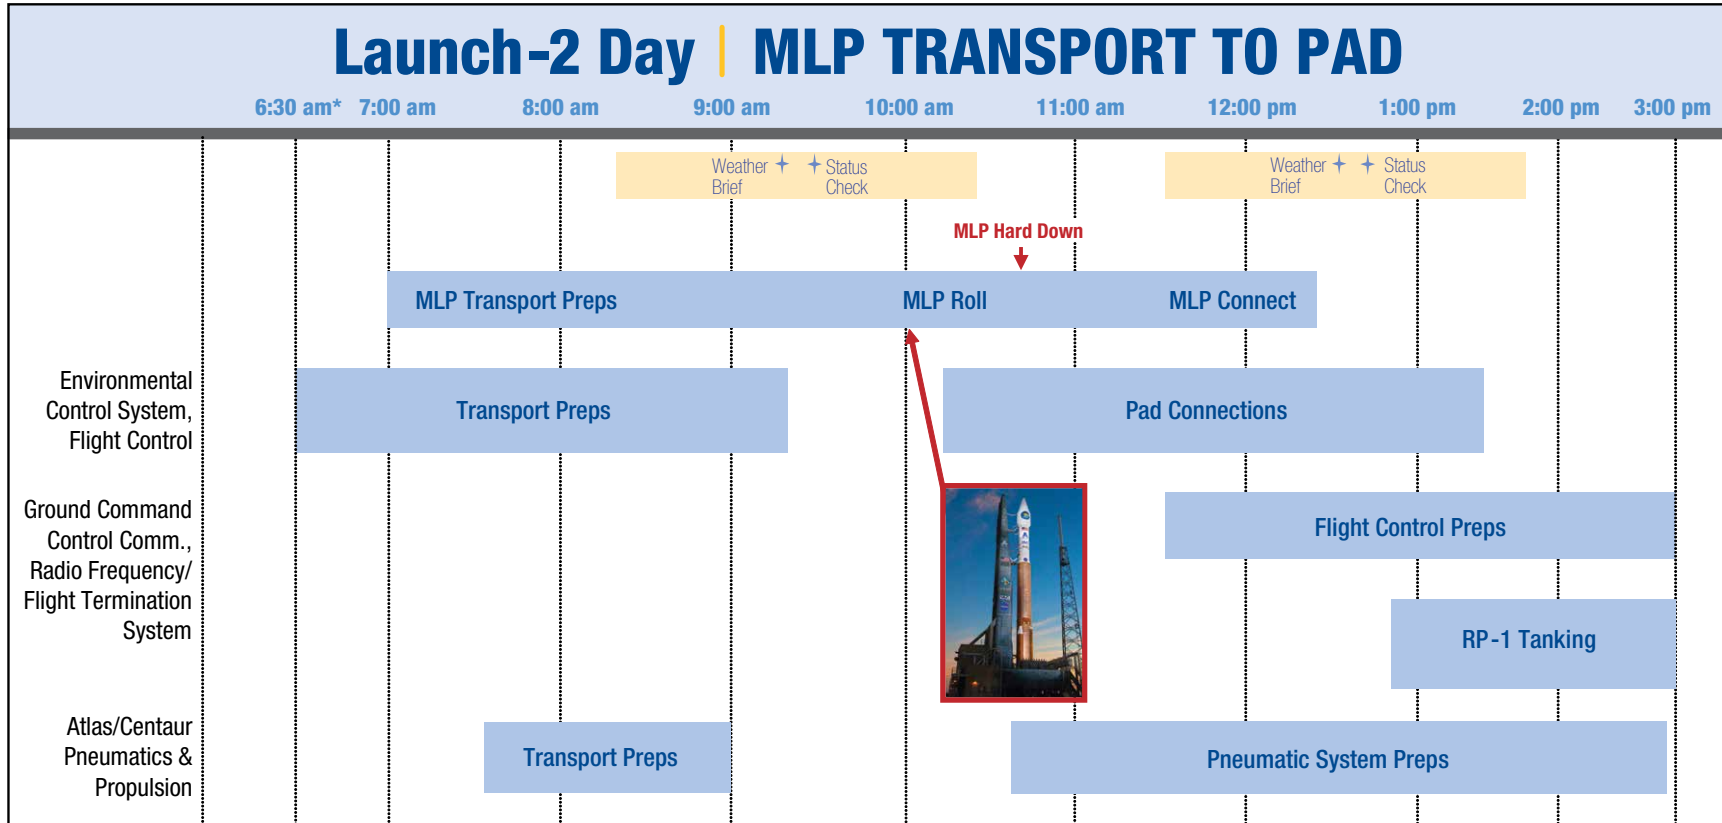 Launch-2 Day | MLP TRANSPORT TO PAD
6:30 am* 7:00 am 8:00 am 9:00 am 10:00 am 11:00 am 12:00 pm 1:00 pm 2:00 pm 3:00 pm
Weather Status
Brief Check
Weather Status
Brief Check
MLP Hard Down
MLP Transport Preps MLP Roll MLP Connect
Environmental
Control System,
Flight Control
Transport Preps Pad Connections
Ground Command
Control Comm.,
Radio Frequency/
Flight Termination
System
Flight Control Preps
RP-1 Tanking
Atlas/Centaur
Pneumatics &
Propulsion
Transport Preps Pneumatic System Preps